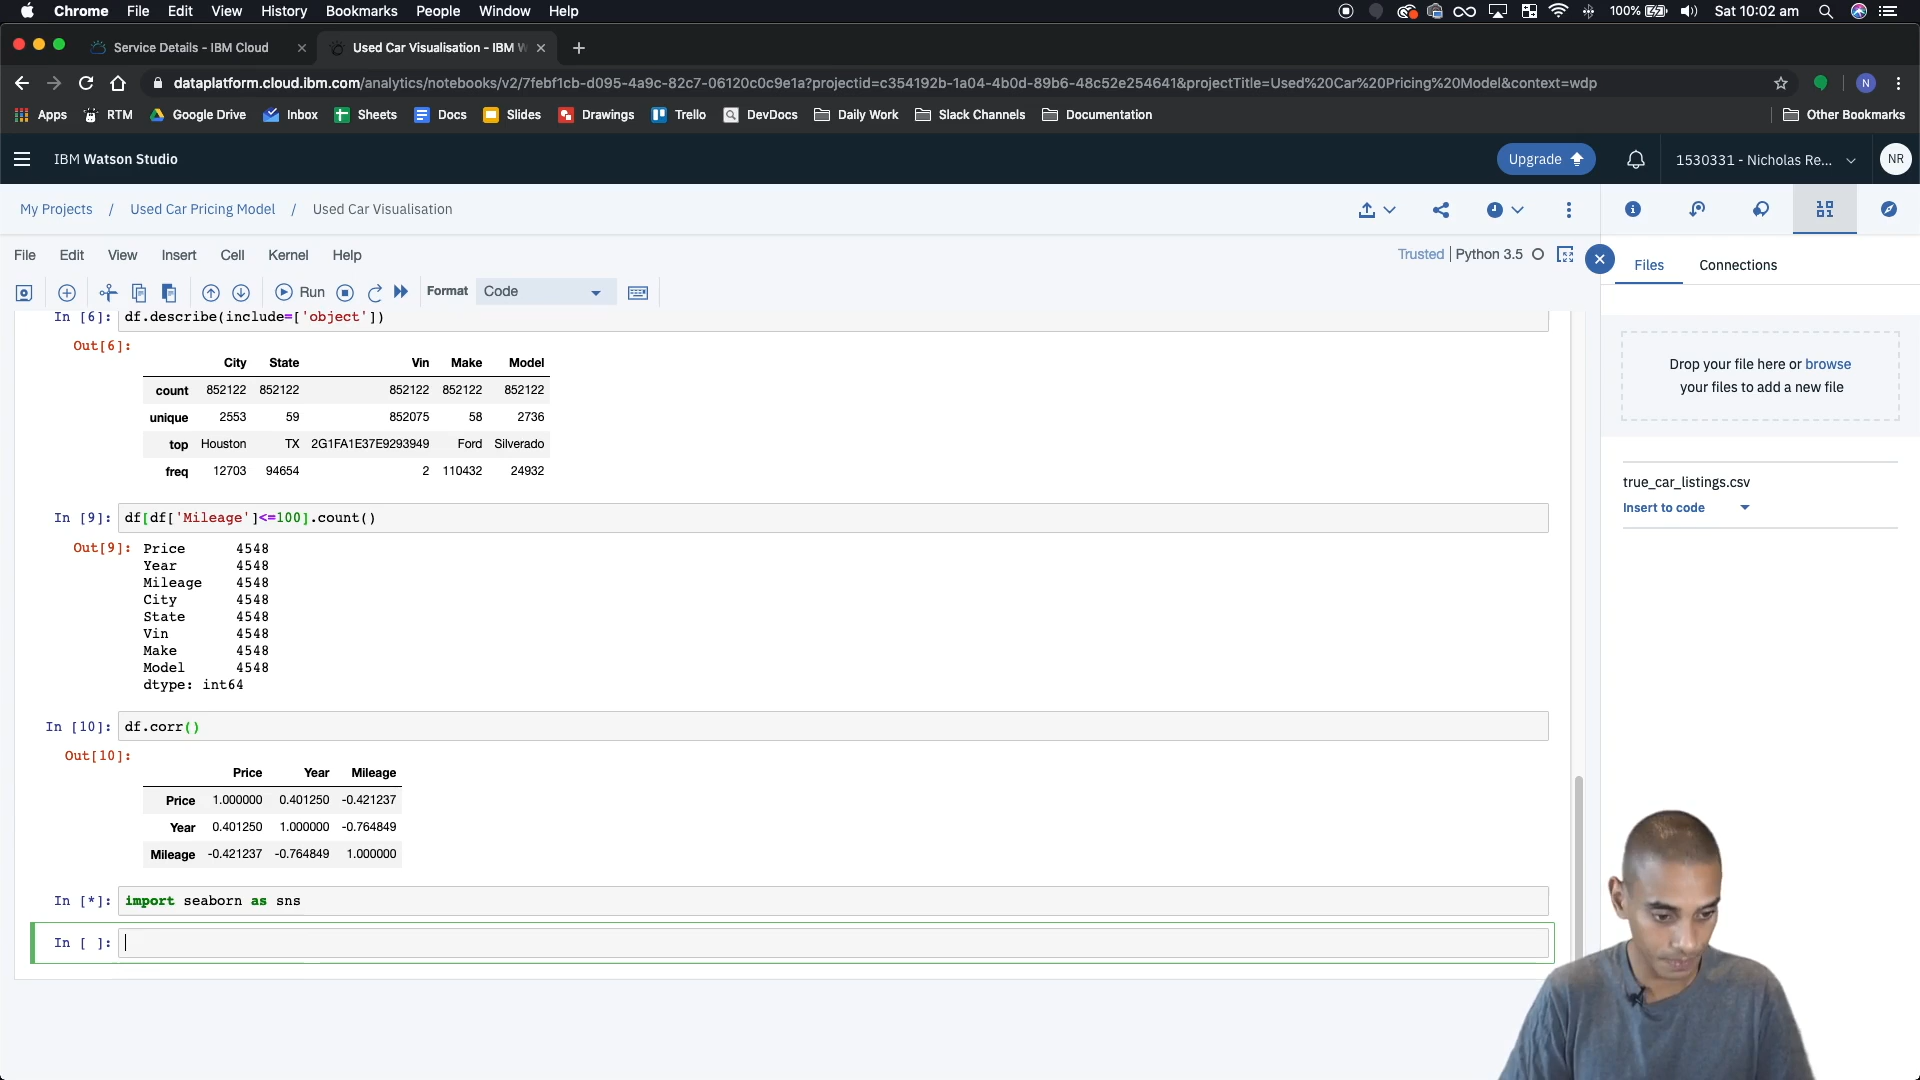 Chrome File Edit View History Bookmarks People Window Help 100% Sat 10:02 am
Service Details - IBM Cloud Used Car Visualisation - IBM W
dataplatform.cloud.ibm.com/analytics/notebooks/v2/7febf1cb-d095-4a9c-82c7-06120c0c9e1a?projectid=c354192b-1a04-4b0d-89b6-48c52e254641&projectTitle=Used%20Car%20Pricing%20Model&context=wdp N
Apps RTM Google Drive Inbox Sheets Docs Slides Drawings Trello DevDocs Daily Work Slack Channels Documentation Other Bookmarks
IBM Watson Studio Upgrade 1530331 - Nicholas Re... NR
My Projects / Used Car Pricing Model / Used Car Visualisation
File Edit View Insert Cell Kernel Help Trusted | Python 3.5 Files Connections
Run Format Code
In [6]: df.describe(include=['object'])
Out[6]:
City State Vin Make Model
count 852122 852122 852122 852122 852122
unique 2553 59 852075 58 2736
top Houston TX 2G1FA1E37E9293949 Ford Silverado
freq 12703 94654 2 110432 24932
In [9]: df[df['Mileage']<=100].count()
Out[9]: Price 4548
Year 4548
Mileage 4548
City 4548
State 4548
Vin 4548
Make 4548
Model 4548
dtype: int64
In [10]: df.corr()
Out[10]:
Price Year Mileage
Price 1.000000 0.401250 -0.421237
Year 0.401250 1.000000 -0.764849
Mileage -0.421237 -0.764849 1.000000
In [*]: import seaborn as sns
In [ ]:
Drop your file here or browse
your files to add a new file
true_car_listings.csv
Insert to code